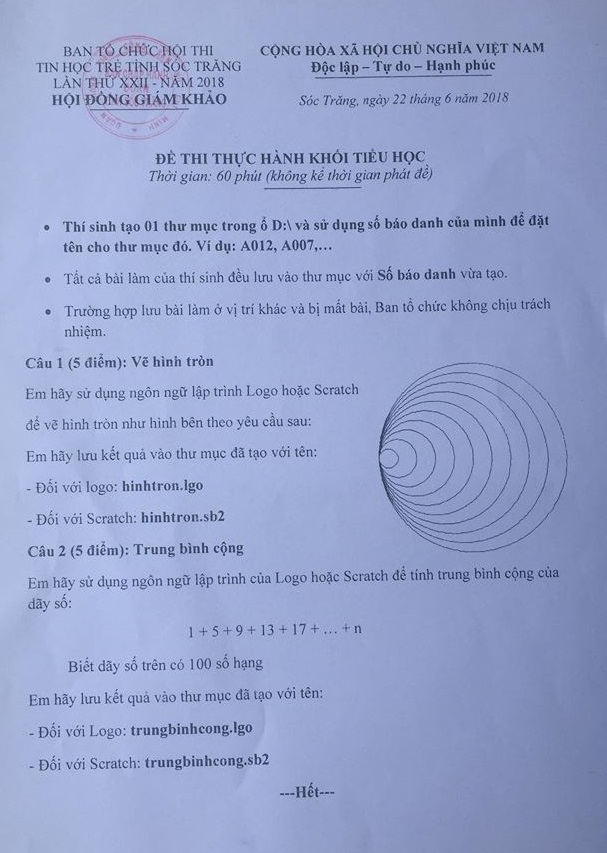 BAN TỔ CHỨC HỘI THI
TIN HỌC TRẺ TỈNH SÓC TRĂNG
LẦN THỨ XXII - NĂM 2018
HỘI ĐỒNG GIÁM KHẢO
CỘNG HÒA XÃ HỘI CHỦ NGHĨA VIỆT NAM
Độc lập – Tự do – Hạnh phúc
Sóc Trăng, ngày 22 tháng 6 năm 2018
ĐỀ THI THỰC HÀNH KHỐI TIỂU HỌC
Thời gian: 60 phút (không kể thời gian phát đề)
• Thí sinh tạo 01 thư mục trong ổ D:\ và sử dụng số báo danh của mình để đặt
tên cho thư mục đó. Ví dụ: A012, A007,...
• Tất cả bài làm của thí sinh đều lưu vào thư mục với Số báo danh vừa tạo.
• Trường hợp lưu bài làm ở vị trí khác và bị mất bài, Ban tổ chức không chịu trách
nhiệm.
Câu 1 (5 điểm): Vẽ hình tròn
Em hãy sử dụng ngôn ngữ lập trình Logo hoặc Scratch
để vẽ hình tròn như hình bên theo yêu cầu sau:
Em hãy lưu kết quả vào thư mục đã tạo với tên:
- Đối với logo: hinhtron.lgo
- Đối với Scratch: hinhtron.sb2
Câu 2 (5 điểm): Trung bình cộng
Em hãy sử dụng ngôn ngữ lập trình của Logo hoặc Scratch để tính trung bình cộng của
dãy số:
1 + 5 + 9 + 13 + 17 + ... + n
Biết dãy số trên có 100 số hạng
Em hãy lưu kết quả vào thư mục đã tạo với tên:
- Đối với Logo: trungbinhcong.lgo
- Đối với Scratch: trungbinhcong.sb2
---Hết---